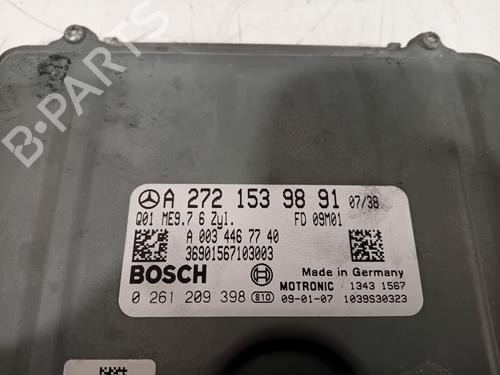 B-PARTS
A 272 153 98 91 07/38
Q01 ME9.7 6 Zyl. FD 09M01
A 003 446 77 40
36901567103003
Made in Germany
BOSCH MOTRONIC 1343 1567
0 261 209 398 810 09-01-07 1039S30323